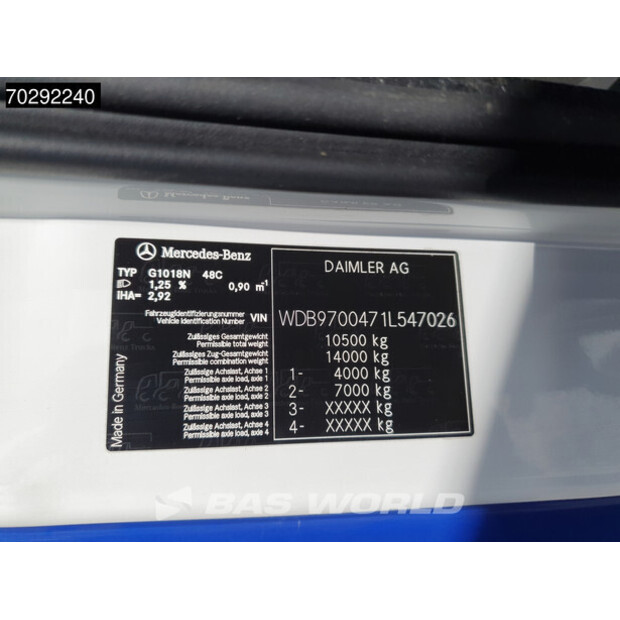 70292240
Mercedes-Benz
TYP G1018N 48C
1,25 % 0,90 m⁻¹
IHA= 2,92
Fahrzeugidentifizierungsnummer
Vehicle Identification Number
VIN
Zulässiges Gesamtgewicht
Permissible total weight
Zulässiges Zug-Gesamtgewicht
Permissible combination weight
Zulässige Achslast, Achse 1
Permissible axle load, axle 1
Zulässige Achslast, Achse 2
Permissible axle load, axle 2
Zulässige Achslast, Achse 3
Permissible axle load, axle 3
Zulässige Achslast, Achse 4
Permissible axle load, axle 4
Made in Germany
DAIMLER AG
WDB9700471L547026
10500 kg
14000 kg
1- 4000 kg
2- 7000 kg
3- XXXXX kg
4- XXXXX kg
BAS WORLD